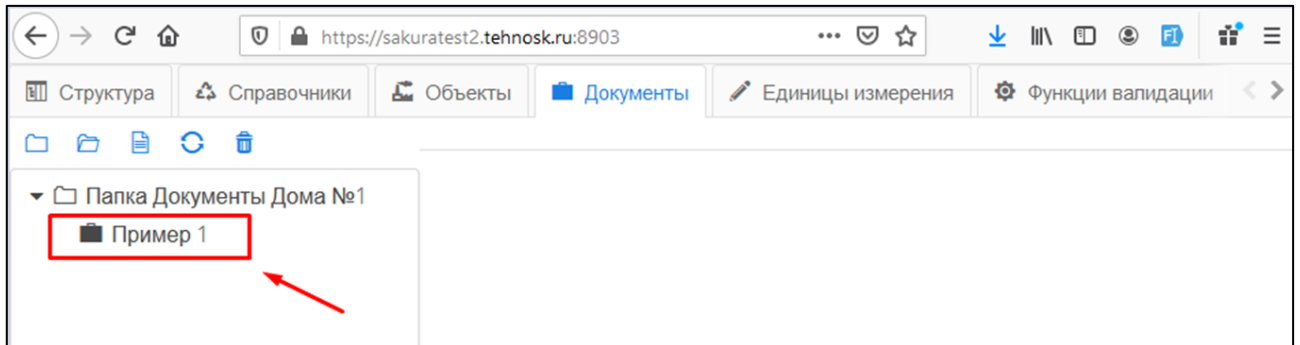 https://sakuratest2.tehnosk.ru:8903
Структура Справочники Объекты Документы Единицы измерения Функции валидации
Папка Документы Дома №1
Пример 1